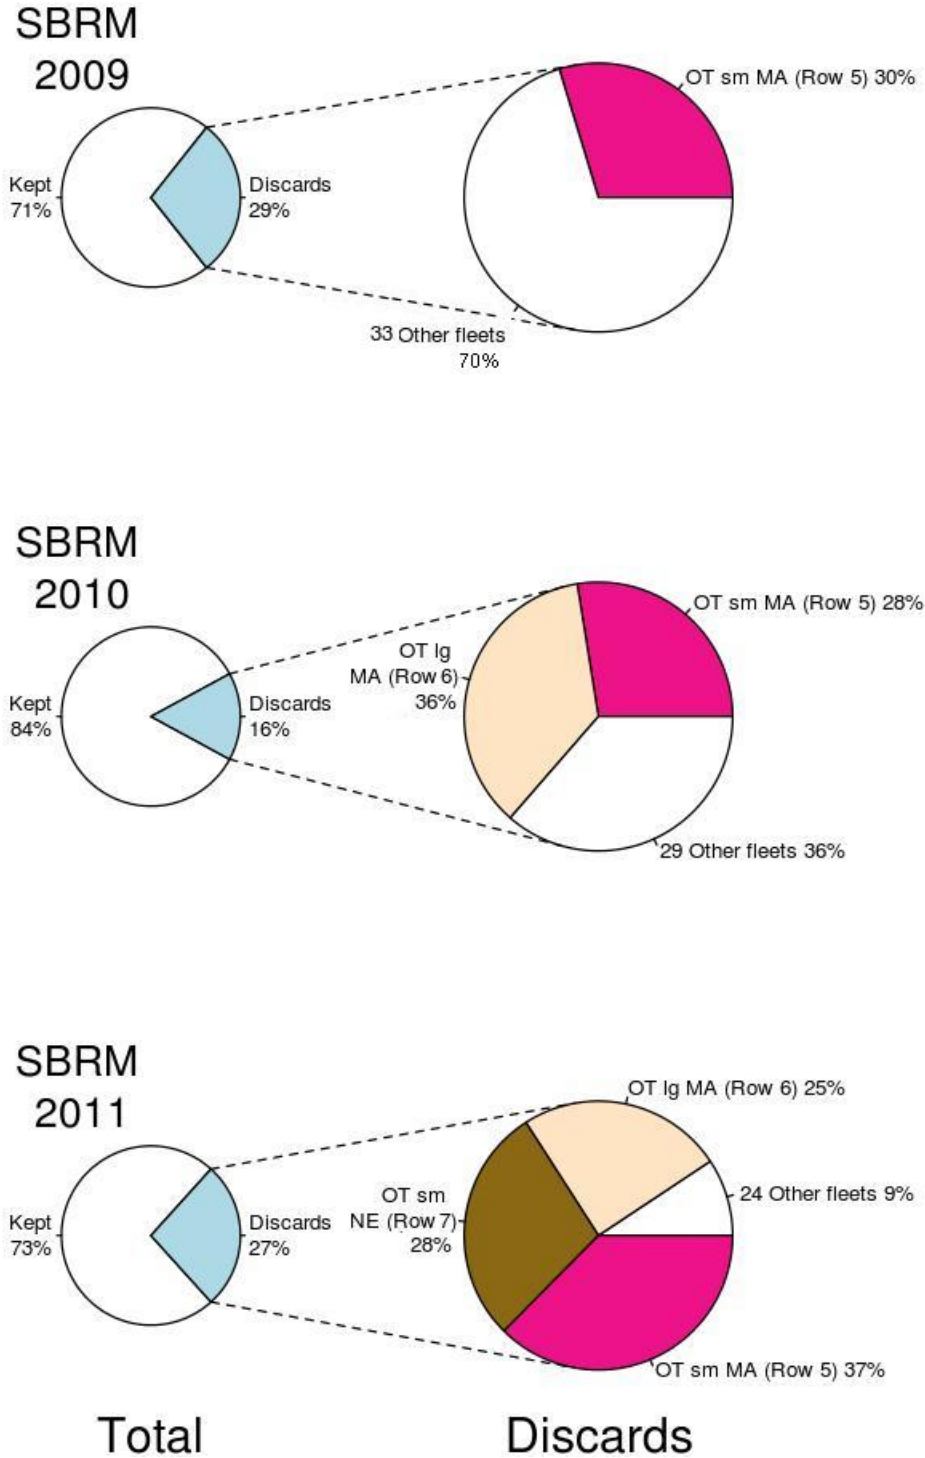 SBRM
2009
Kept
71%
Discards
29%
OT sm MA (Row 5) 30%
33 Other fleets
70%
SBRM
2010
Kept
84%
Discards
16%
OT lg
MA (Row 6)
36%
OT sm MA (Row 5) 28%
29 Other fleets 36%
SBRM
2011
Kept
73%
Discards
27%
OT lg MA (Row 6) 25%
OT sm
NE (Row 7)
28%
24 Other fleets 9%
OT sm MA (Row 5) 37%
Total
Discards